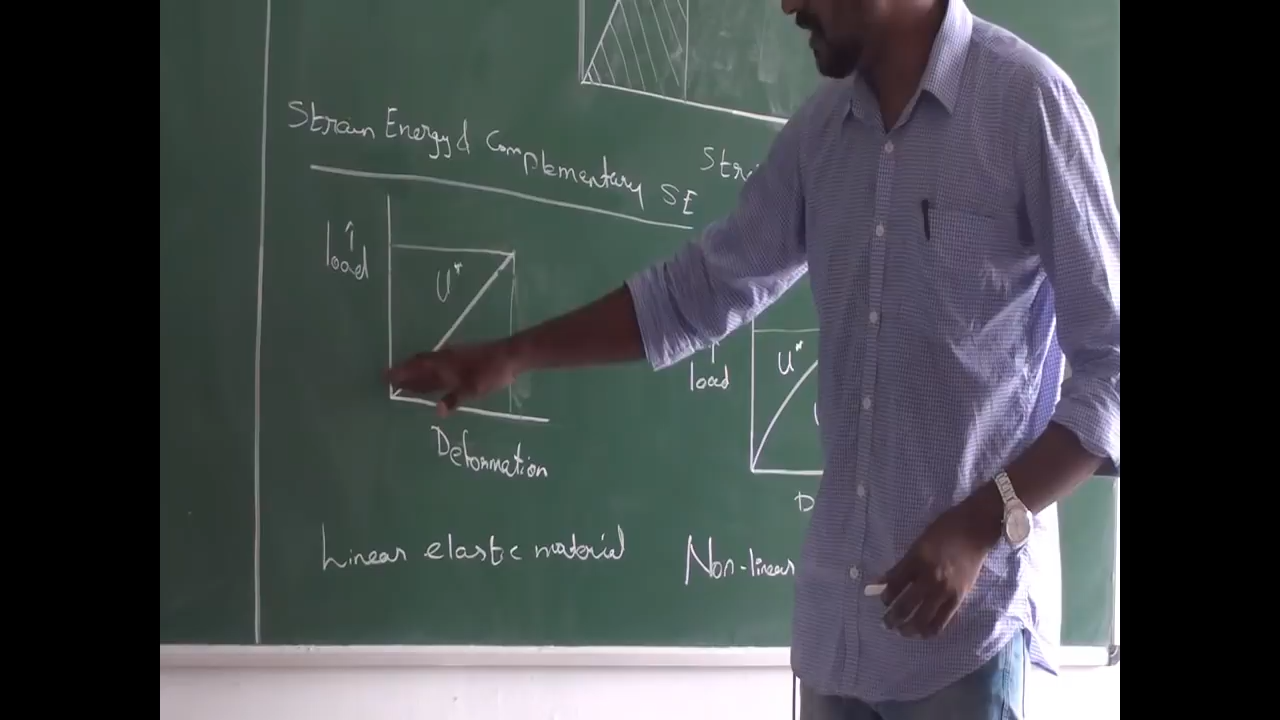 Strain Energy & Complementary SE
load
U*
Deformation
Linear elastic material
load
U*
Non-linear